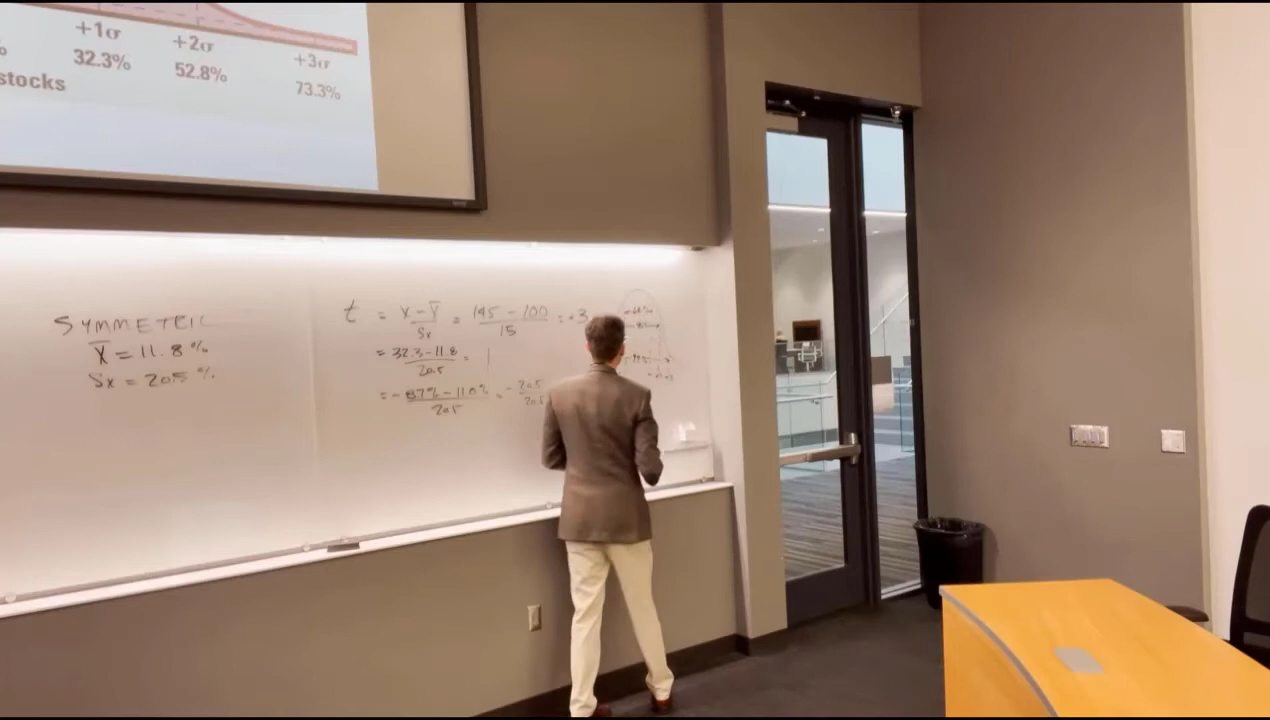 +1σ
+2σ
+3σ
%
32.3%
52.8%
73.3%
stocks
SYMMETRIC
X̄ = 11.8%
Sx = 20.5%
t = X - X̄ / Sx = 145 - 100 / 15 = +3
= 32.3 - 11.8 / 20.5 = 1
= -8.7% - 11.8% / 20.5 = -20.5 / 20.5